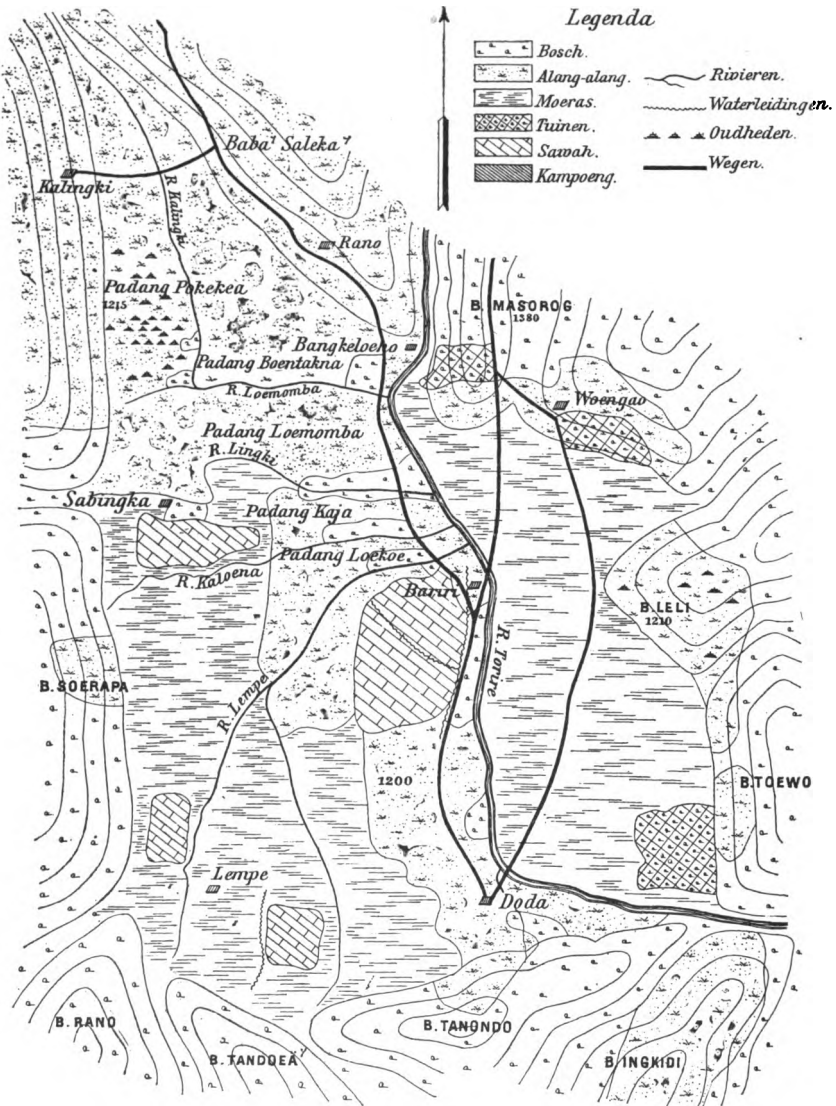 Legenda
Bosch.
Alang-alang.
Moeras.
Tuinen.
Sawah.
Kampoeng.
Rivieren.
Waterleidingen.
Oudheden.
Wegen.
Baba' Saleka'
Kalingki
R. Kalingki
Rano
Padang Pokekea
1215
B. MASOROG
1380
Bangkeloeho
Padang Boentakna
R. Loemomba
Woengao
Padang Loemomba
R. Lingki
Sabingka
Padang Kaja
Padang Loekoe
R. Kaloena
Bariri
B. LELI
1210
R. Torire
B. SOERAPA
R. Lempe
1200
B. TOEWO
Lempe
Doda
B. RANO
B. TANDOEA'
B. TANONDO
B. INGKIDI